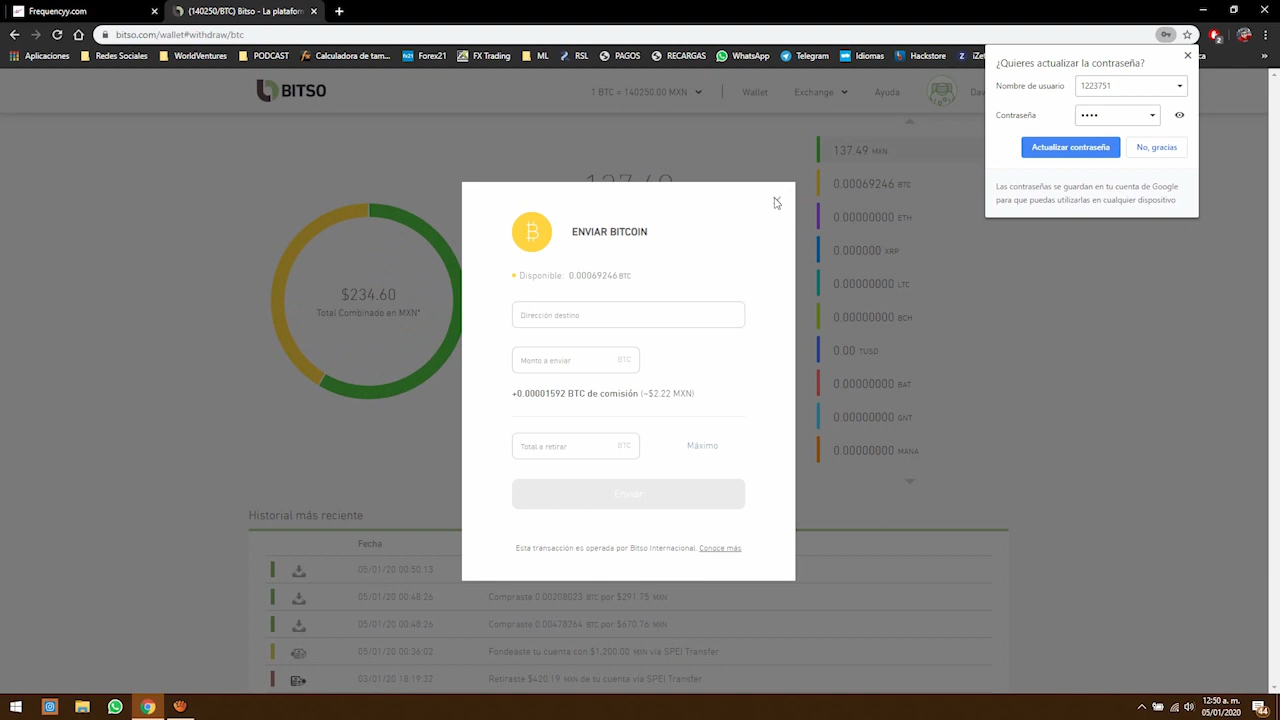 Frequency.com
(140250/BTC) Plataforma de
bitso.com/wallet#withdraw/btc
Aplicaciones
Redes sociales
WorldVentures
PODCAST
Calculadora de tam...
Forex21
FX Trading
ML
RSL
PAGOS
RECARGAS
WhatsApp
Telegram
Idiomas
Hackstore
BITSO
1 BTC = 140250.00 MXN
Wallet
Exchange
Ayuda
¿Quieres actualizar la contraseña?
Nombre de usuario
1223751
Contraseña
••••
Actualizar contraseña
No, gracias
Las contraseñas se guardan en tu cuenta de Google
para que puedas utilizarlas en cualquier dispositivo
137.49 MXN
0.00069246 BTC
0.00000000 ETH
0.000000 XRP
0.00000000 LTC
0.00000000 BCH
0.00 TUSD
0.00000000 BAT
0.00000000 GNT
0.00000000 MANA
$234.60
Total Combinado en MXN*
ENVIAR BITCOIN
Disponible: 0.00069246 BTC
Dirección destino
Monto a enviar BTC
+0.00001592 BTC de comisión (~$2.22 MXN)
Total a retirar BTC
Máximo
Enviar
Esta transacción es operada por Bitso Internacional. Conoce más
Historial más reciente
Fecha
05/01/20 00:50:13
05/01/20 00:48:26 Compraste 0.00208023 BTC por $291.75 MXN
05/01/20 00:48:26 Compraste 0.00478264 BTC por $670.76 MXN
05/01/20 00:36:02 Fondeaste tu cuenta con $1,200.00 MXN vía SPEI Transfer
03/01/20 18:19:32 Retiraste $420.19 MXN de tu cuenta vía SPEI Transfer
12:50 a. m.
05/01/2020